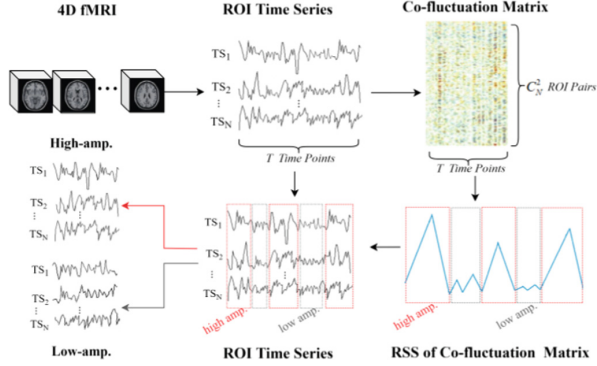 4D fMRI
ROI Time Series
Co-fluctuation Matrix
TS1
TS2
TSN
C_N^2 ROI Pairs
T Time Points
T Time Points
High-amp.
TS1
TS2
TSN
TS1
TS2
TSN
Low-amp.
TS1
TS2
TSN
high amp.
low amp.
ROI Time Series
high amp.
low amp.
RSS of Co-fluctuation Matrix